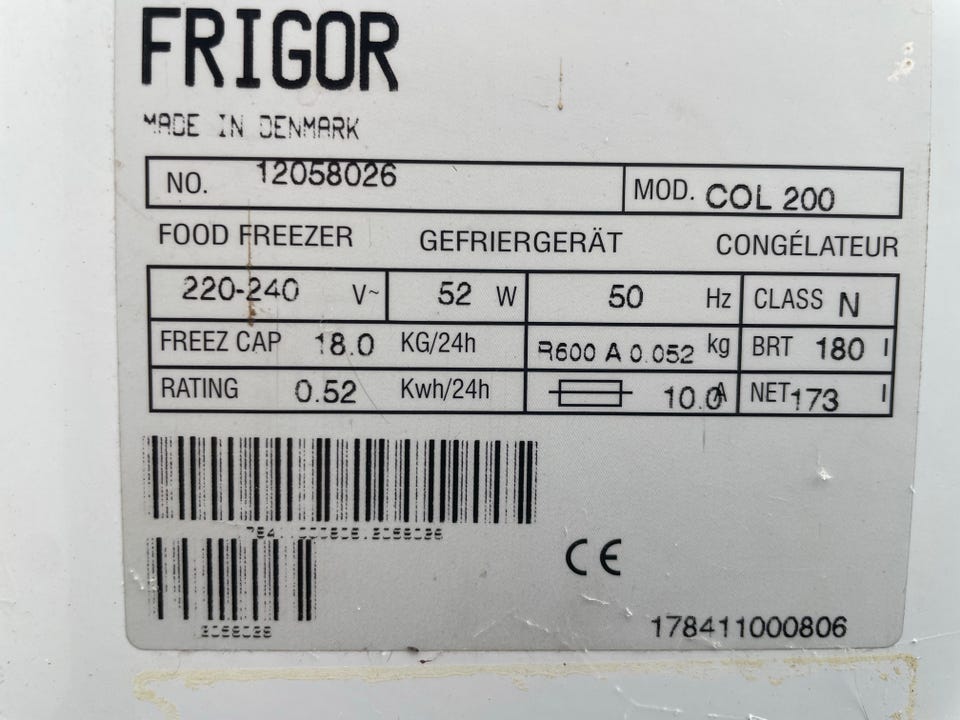 FRIGOR
MADE IN DENMARK
NO. 12058026 MOD. COL 200
FOOD FREEZER GEFRIERGERÄT CONGÉLATEUR
220-240 V~ 52 W 50 Hz CLASS N
FREEZ CAP 18.0 KG/24h R600 A 0.052 kg BRT 180 l
RATING 0.52 Kwh/24h 10.0 A NET 173 l
CE
178411000806